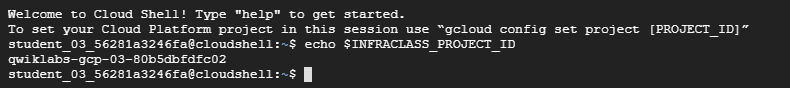 Welcome to Cloud Shell! Type "help" to get started.
To set your Cloud Platform project in this session use “gcloud config set project [PROJECT_ID]”
student_03_56281a3246fa@cloudshell:~$ echo $INFRACLASS_PROJECT_ID
qwiklabs-gcp-03-80b5dbfdfc02
student_03_56281a3246fa@cloudshell:~$